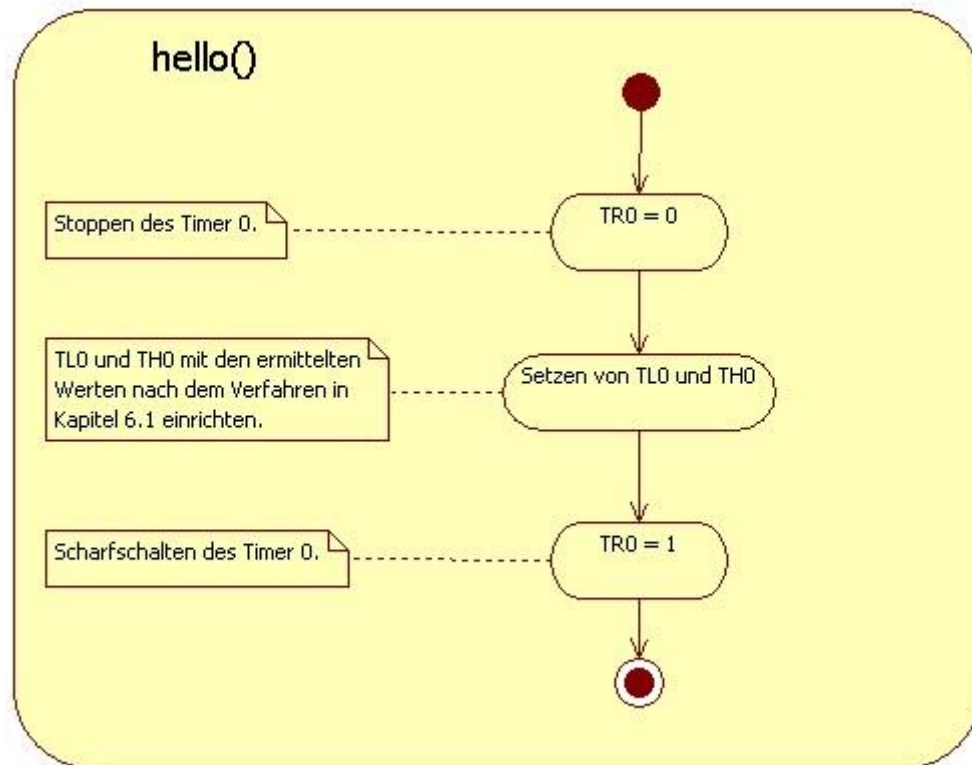 hello()
Stoppen des Timer 0.
TR0 = 0
TL0 und TH0 mit den ermittelten
Werten nach dem Verfahren in
Kapitel 6.1 einrichten.
Setzen von TL0 und TH0
Scharfschalten des Timer 0.
TR0 = 1